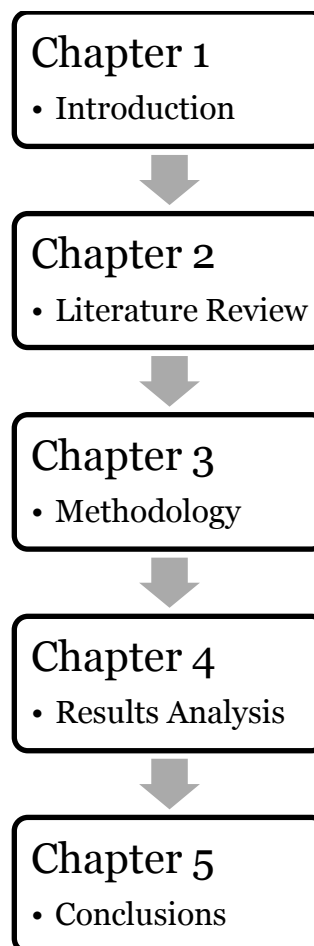 Chapter 1
• Introduction
Chapter 2
• Literature Review
Chapter 3
• Methodology
Chapter 4
• Results Analysis
Chapter 5
• Conclusions